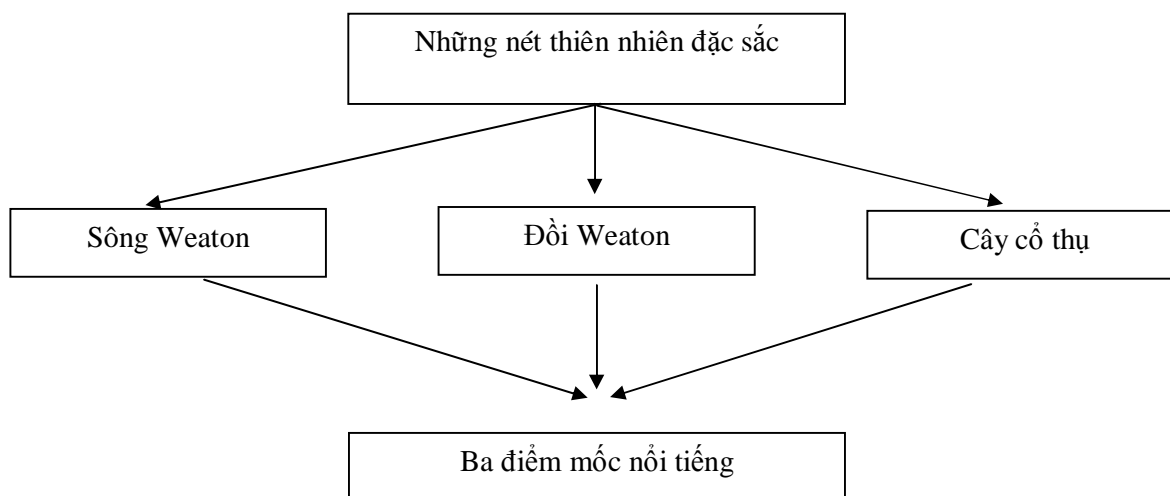 Những nét thiên nhiên đặc sắc
Sông Weaton
Đồi Weaton
Cây cổ thụ
Ba điểm mốc nổi tiếng